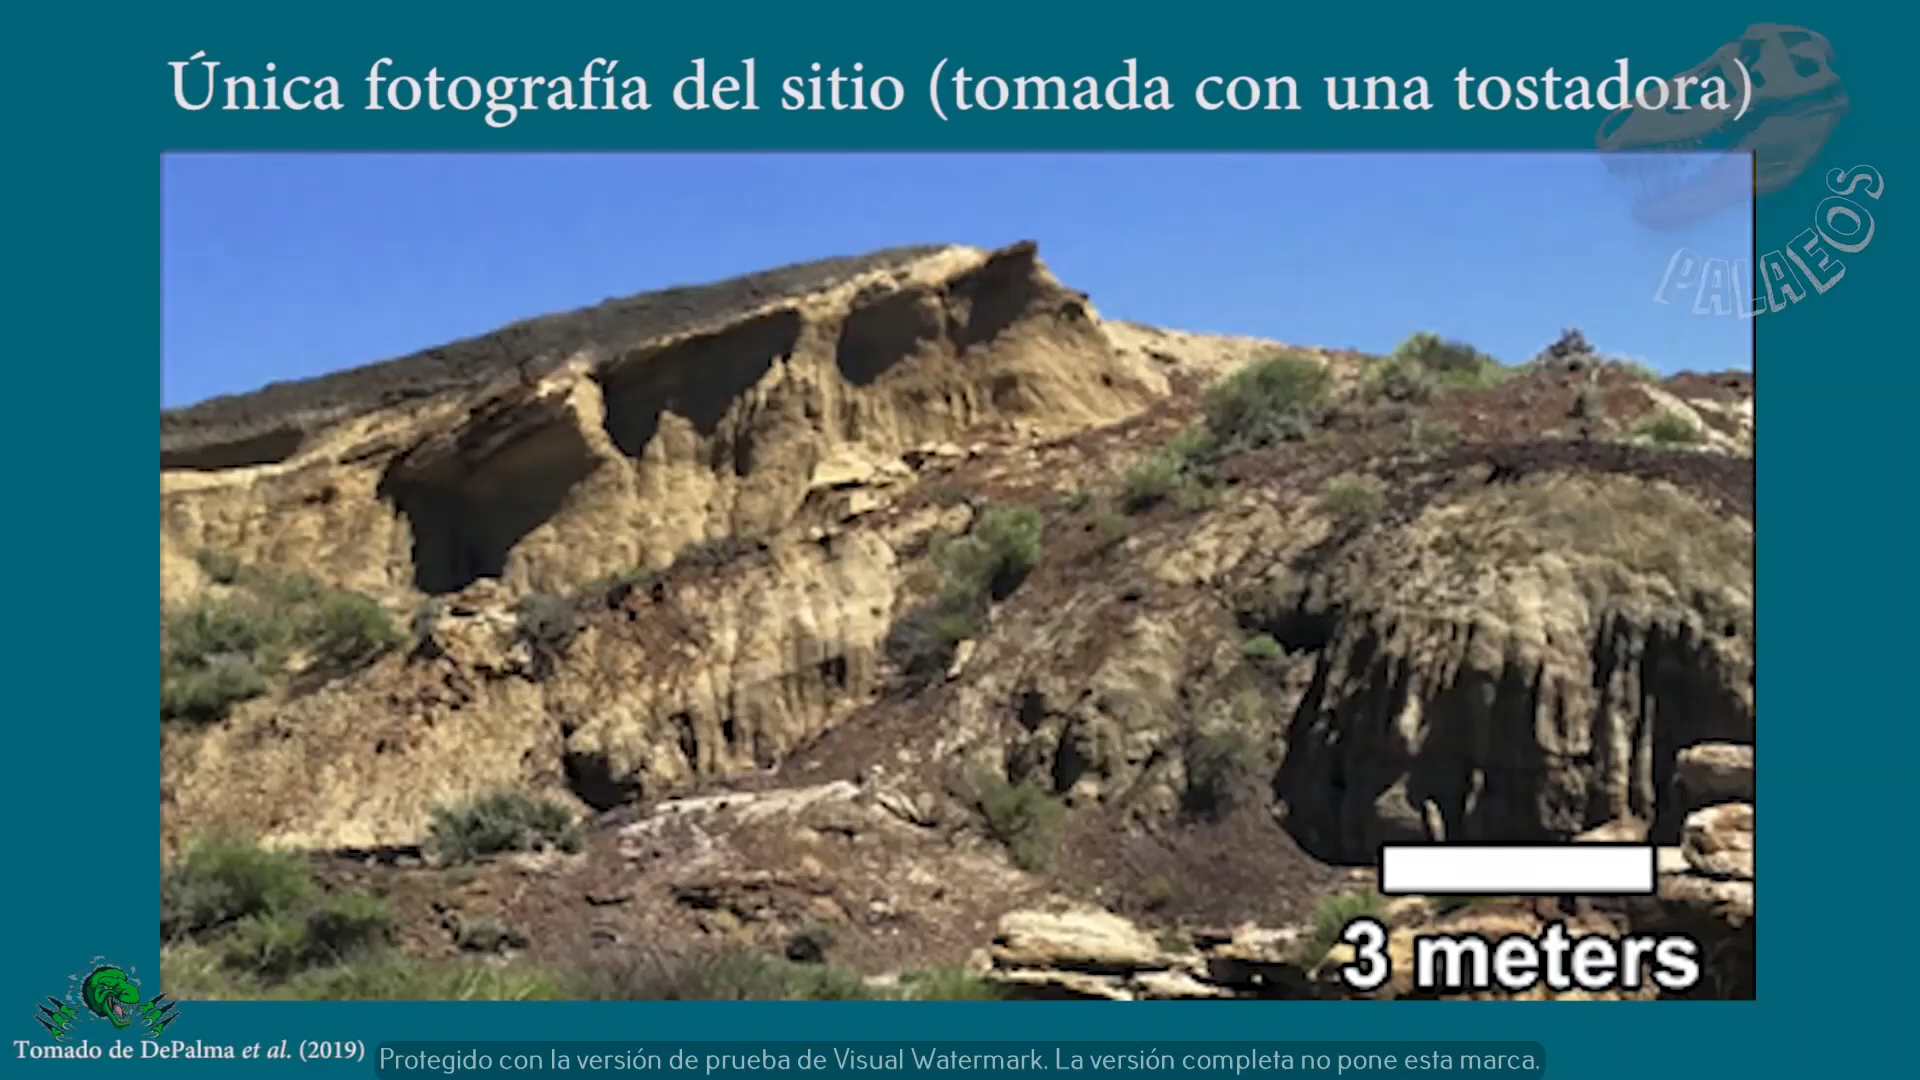 Única fotografía del sitio (tomada con una tostadora)
PALAEOS
3 meters
Tomado de DePalma et al. (2019)
Protegido con la versión de prueba de Visual Watermark. La versión completa no pone esta marca.